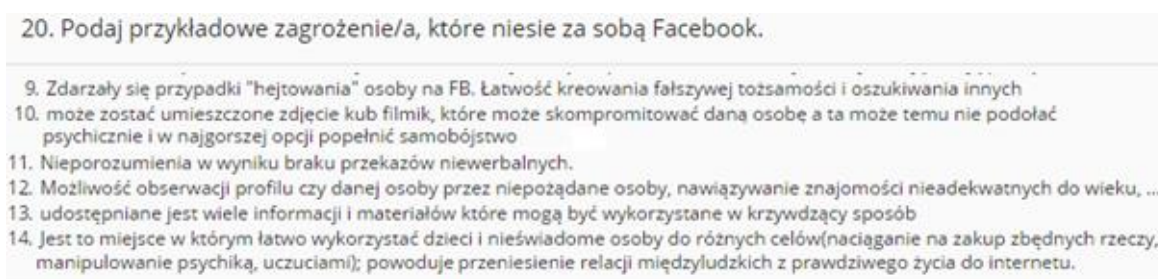 20. Podaj przykładowe zagrożenie/a, które niesie za sobą Facebook.
9. Zdarzały się przypadki "hejtowania" osoby na FB. Łatwość kreowania fałszywej tożsamości i oszukiwania innych
10. może zostać umieszczone zdjęcie kub filmik, które może skompromitować daną osobę a ta może temu nie podołać
psychicznie i w najgorszej opcji popełnić samobójstwo
11. Nieporozumienia w wyniku braku przekazów niewerbalnych.
12. Możliwość obserwacji profilu czy danej osoby przez niepożądane osoby, nawiązywanie znajomości nieadekwatnych do wieku, ...
13. udostępniane jest wiele informacji i materiałów które mogą być wykorzystane w krzywdzący sposób
14. Jest to miejsce w którym łatwo wykorzystać dzieci i nieświadome osoby do różnych celów(naciąganie na zakup zbędnych rzeczy,
manipulowanie psychiką, uczuciami); powoduje przeniesienie relacji międzyludzkich z prawdziwego życia do internetu.